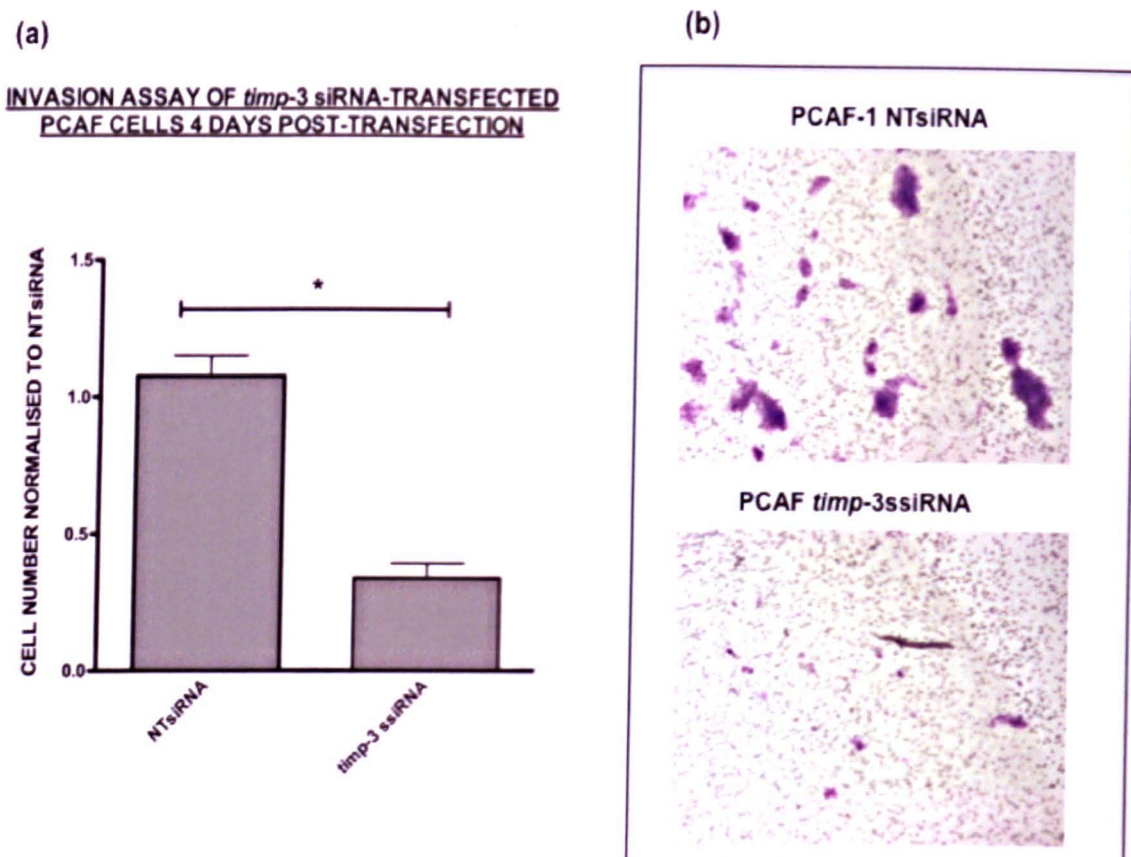 (a)
INVASION ASSAY OF timp-3 siRNA-TRANSFECTED
PCAF CELLS 4 DAYS POST-TRANSFECTION
CELL NUMBER NORMALISED TO NTsiRNA
1.5
1.0
0.5
0.0
*
NTsiRNA
timp-3 ssiRNA
(b)
PCAF-1 NTsiRNA
PCAF timp-3ssiRNA